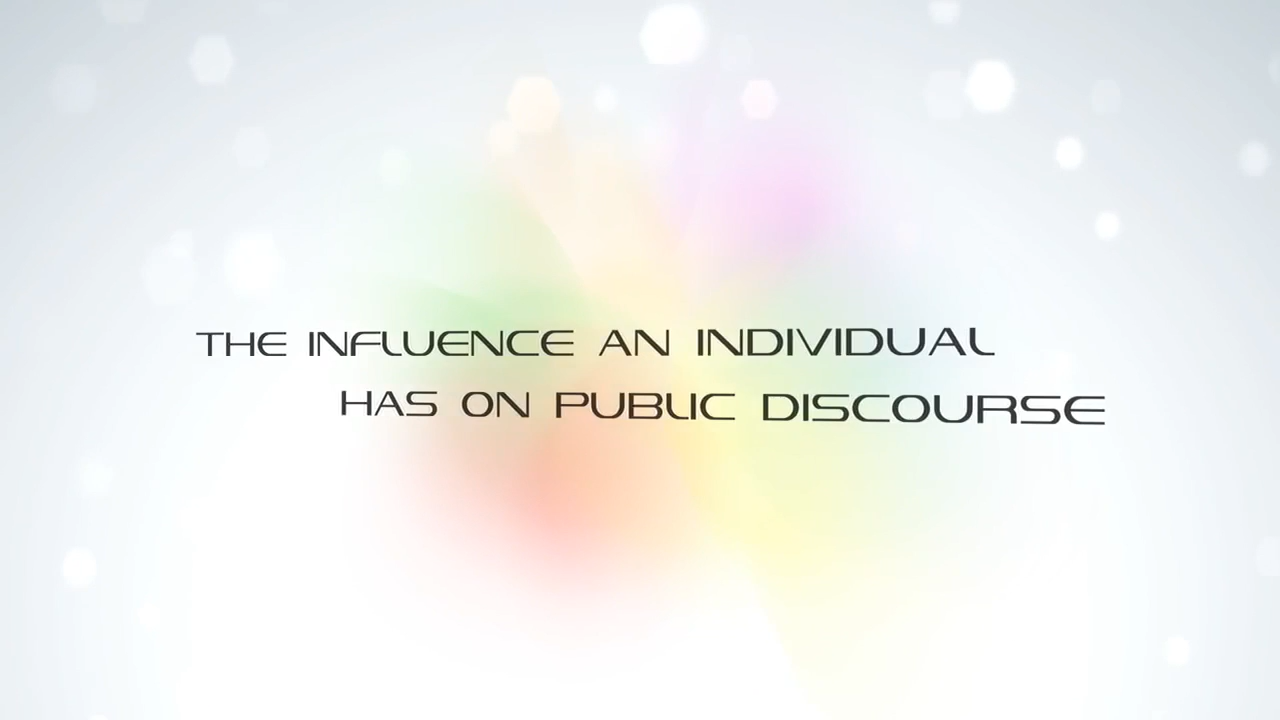 THE INFLUENCE AN INDIVIDUAL
HAS ON PUBLIC DISCOURSE